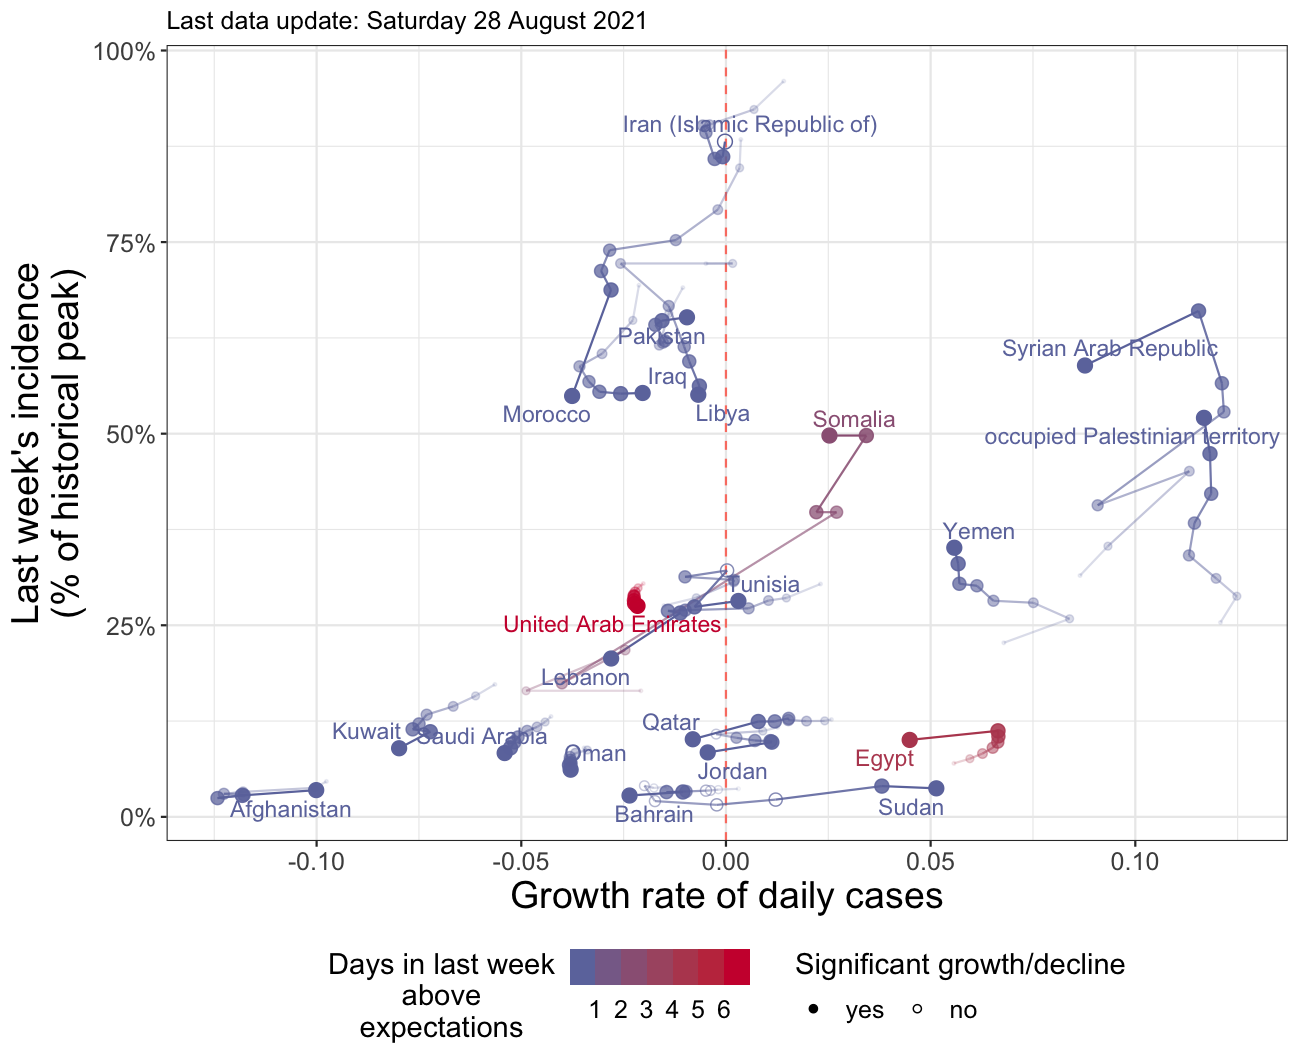 Last data update: Saturday 28 August 2021
100%
75%
50%
25%
0%
Last week's incidence
(% of historical peak)
Iran (Islamic Republic of)
Pakistan
Iraq
Morocco
Libya
Syrian Arab Republic
Somalia
occupied Palestinian territory
Yemen
Tunisia
United Arab Emirates
Lebanon
Qatar
Kuwait
Saudi Arabia
Oman
Egypt
Jordan
Afghanistan
Bahrain
Sudan
-0.10
-0.05
0.00
0.05
0.10
Growth rate of daily cases
Days in last week
above
expectations
1 2 3 4 5 6
Significant growth/decline
yes
no